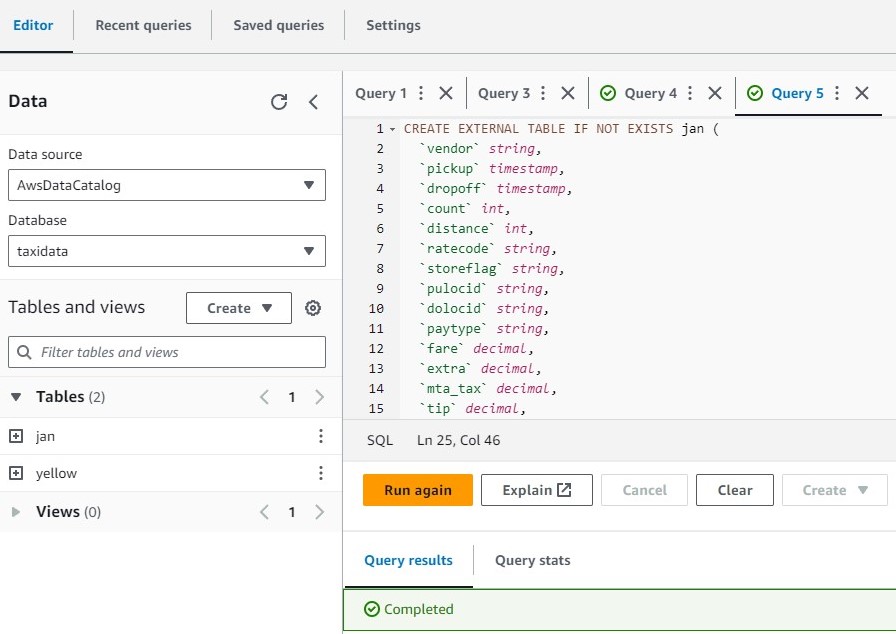 Editor
Recent queries
Saved queries
Settings
Data
Data source
AwsDataCatalog
Database
taxidata
Tables and views
Create
Filter tables and views
Tables (2)
1
jan
yellow
Views (0)
1
Query 1
Query 3
Query 4
Query 5
1 CREATE EXTERNAL TABLE IF NOT EXISTS jan (
2 `vendor` string,
3 `pickup` timestamp,
4 `dropoff` timestamp,
5 `count` int,
6 `distance` int,
7 `ratecode` string,
8 `storeflag` string,
9 `pulocid` string,
10 `dolocid` string,
11 `paytype` string,
12 `fare` decimal,
13 `extra` decimal,
14 `mta_tax` decimal,
15 `tip` decimal,
SQL Ln 25, Col 46
Run again
Explain
Cancel
Clear
Create
Query results
Query stats
Completed